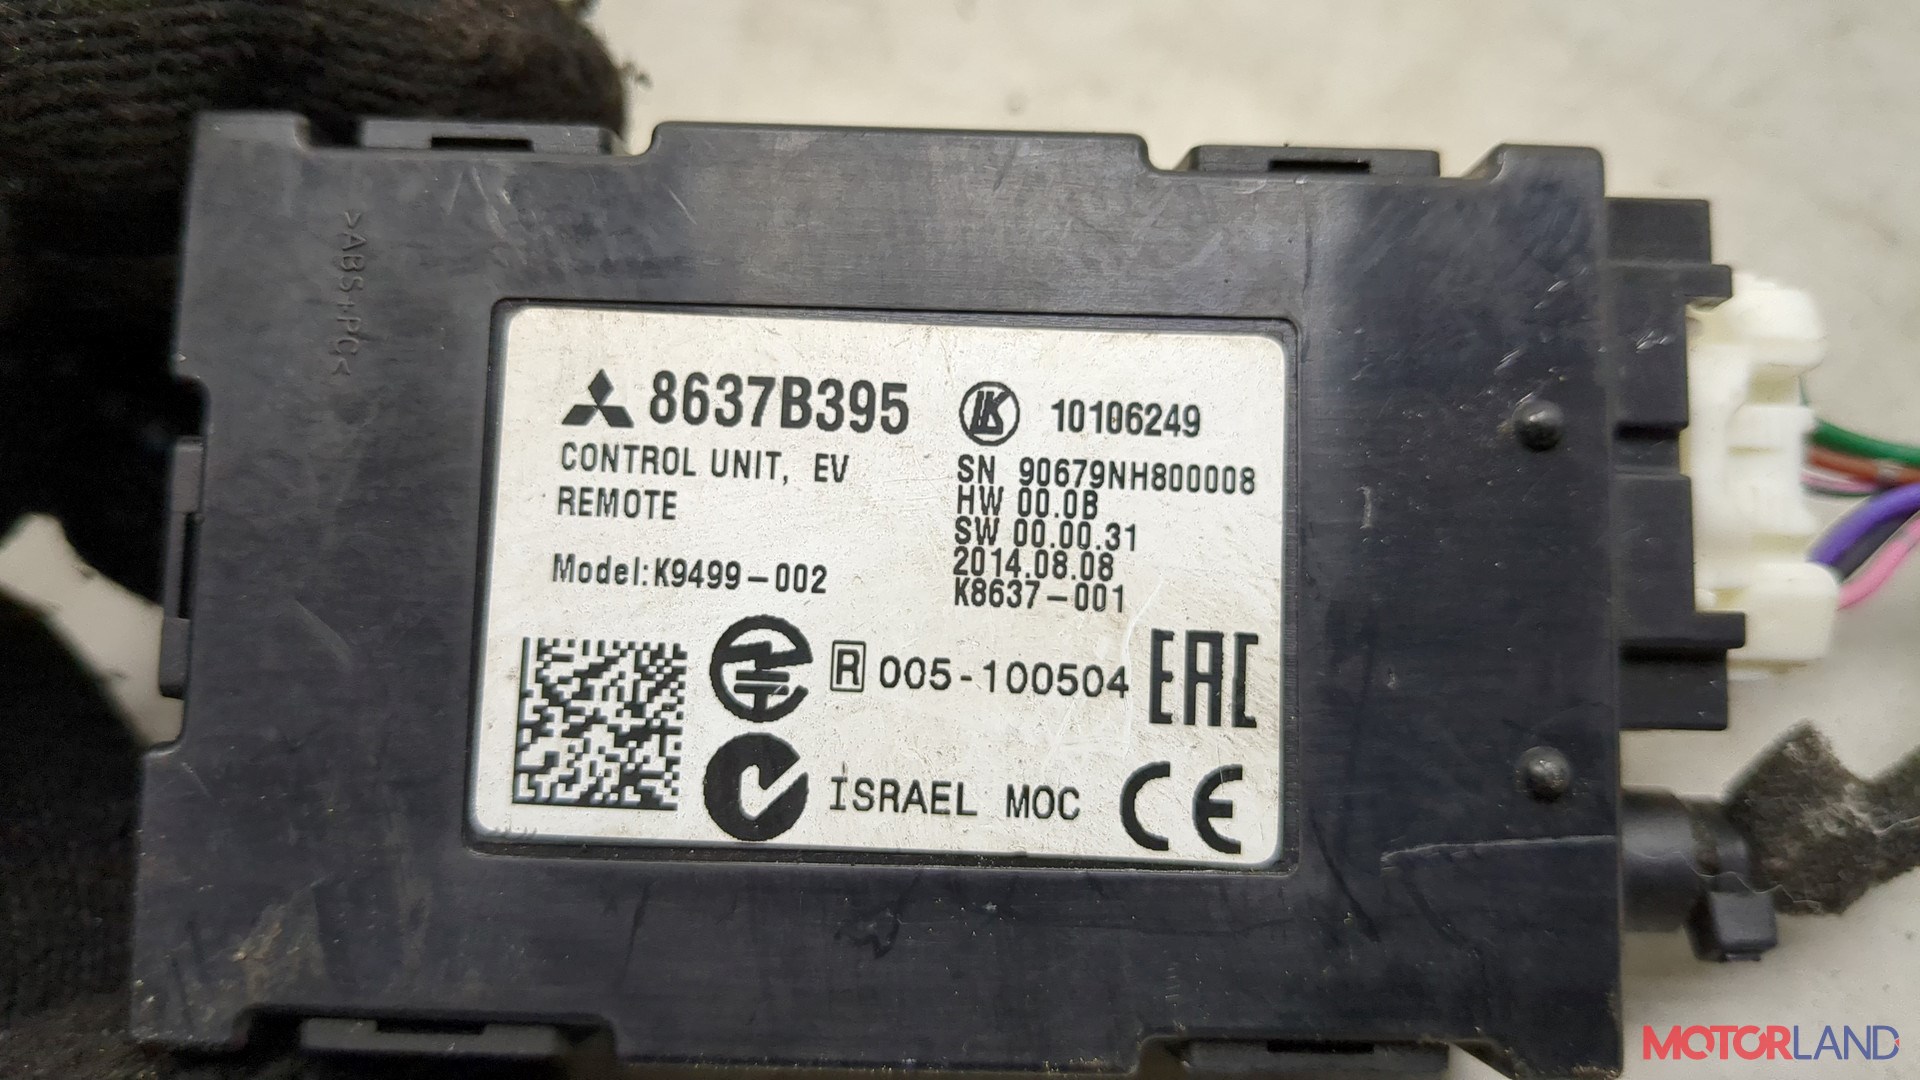 >ABS+PC<
8637B395
CONTROL UNIT, EV
REMOTE
Model:K9499-002
10106249
SN 90679NH800008
HW 00.0B
SW 00.00.31
2014.08.08
K8637-001
R 005-100504
EAC
ISRAEL MOC
CE
MOTORLAND